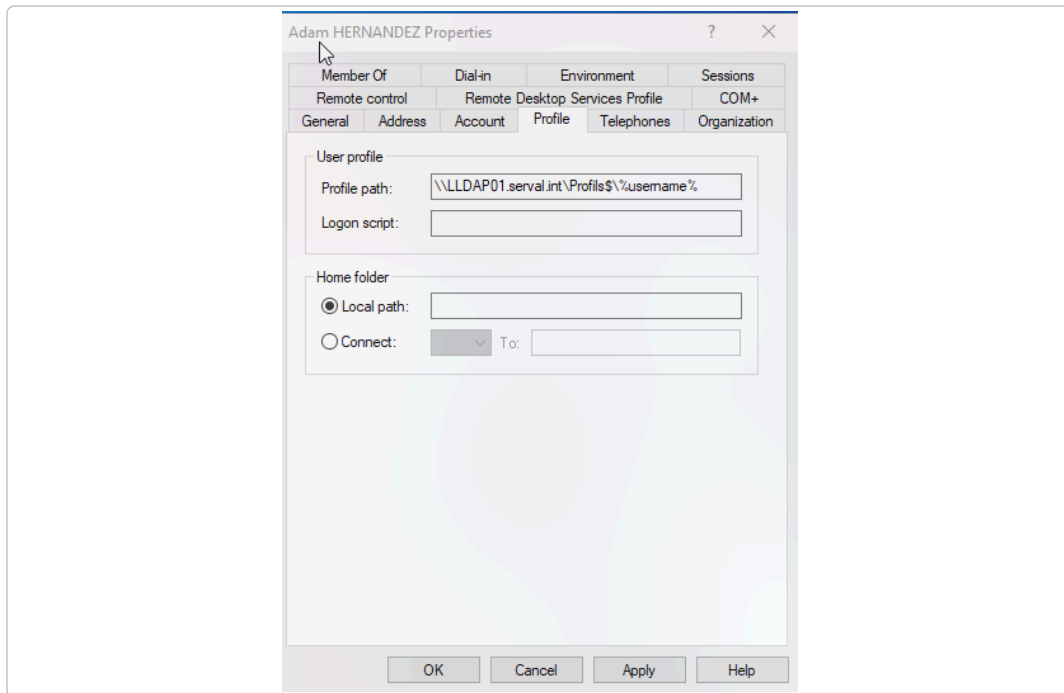 Adam HERNANDEZ Properties ? ×
Member Of Dial-in Environment Sessions
Remote control Remote Desktop Services Profile COM+
General Address Account Profile Telephones Organization
User profile
Profile path: \\LLDAP01.serval.int\Profils$\%username%
Logon script:
Home folder
Local path:
Connect: To:
OK Cancel Apply Help